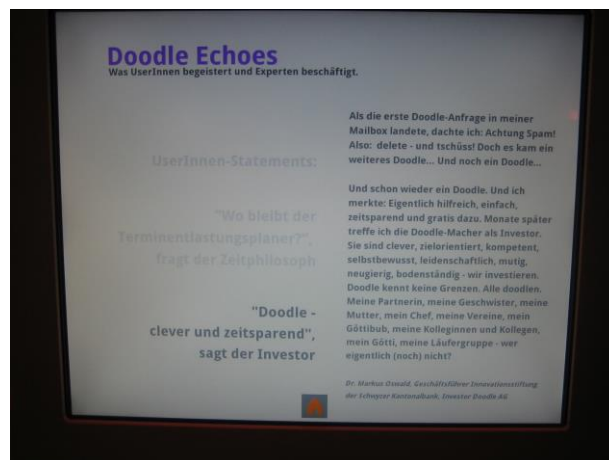 Doodle Echoes
Was UserInnen begeistert und Experten beschäftigt.
UserInnen-Statements:
"Wo bleibt der
Terminentlastungsplaner?",
fragt der Zeitphilosoph
"Doodle -
clever und zeitsparend",
sagt der Investor
Als die erste Doodle-Anfrage in meiner
Mailbox landete, dachte ich: Achtung Spam!
Also: delete - und tschüss! Doch es kam ein
weiteres Doodle... Und noch ein Doodle...
Und schon wieder ein Doodle. Und ich
merkte: Eigentlich hilfreich, einfach,
zeitsparend und gratis dazu. Monate später
treffe ich die Doodle-Macher als Investor.
Sie sind clever, zielorientiert, kompetent,
selbstbewusst, leidenschaftlich, mutig,
neugierig, bodenständig - wir investieren.
Doodle kennt keine Grenzen. Alle doodlen.
Meine Partnerin, meine Geschwister, meine
Mutter, mein Chef, meine Vereine, mein
Göttibub, meine Kolleginnen und Kollegen,
mein Götti, meine Läufergruppe - wer
eigentlich (noch) nicht?
Dr. Markus Oswald, Geschäftsführer Innovationsstiftung
der Schwyzer Kantonalbank, Investor Doodle AG